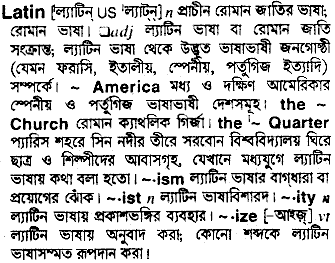 Latin [ল্যাটিন্ US ল্যাটন্] n প্রাচীন রোমান জাতির ভাষা;
রোমান ভাষা। □adj ল্যাটিন ভাষা বা রোমান জাতি
সংক্রান্ত; ল্যাটিন ভাষা থেকে উদ্ভূত ভাষাভাষী জনগোষ্ঠী
(যেমন ফরাসি, ইতালীয়, স্পেনীয়, পর্তুগিজ ইত্যাদি)
সম্পর্কে। ~ America মধ্য ও দক্ষিণ আমেরিকার
স্পেনীয় ও পর্তুগিজ ভাষাভাষী দেশসমূহ। the ~
Church রোমান ক্যাথলিক গির্জা। the ~ Quarter
প্যারিস শহরে সিন নদীর তীরে সরবোন বিশ্ববিদ্যালয় ঘিরে
ছাত্র ও শিল্পীদের আবাসগৃহ, যেখানে মধ্যযুগে ল্যাটিন
ভাষায় কথা বলা হতো। ~·ism ল্যাটিন ভাষার বাগ্‌ধারা বা
প্রয়োগের ঝোঁক। ~·ist n ল্যাটিন ভাষাবিশারদ। ~·ity n
ল্যাটিন ভাষায় প্রকাশভঙ্গির ব্যবহার। ~·ize [–আইজ্] vt
ল্যাটিন ভাষায় অনুবাদ করা; কোনো শব্দকে ল্যাটিন
ভাষাসম্মত রূপদান করা।